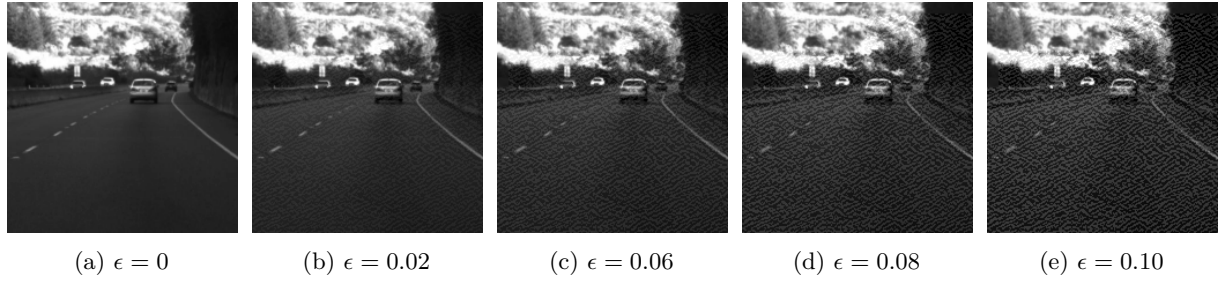 (a) ϵ = 0
(b) ϵ = 0.02
(c) ϵ = 0.06
(d) ϵ = 0.08
(e) ϵ = 0.10